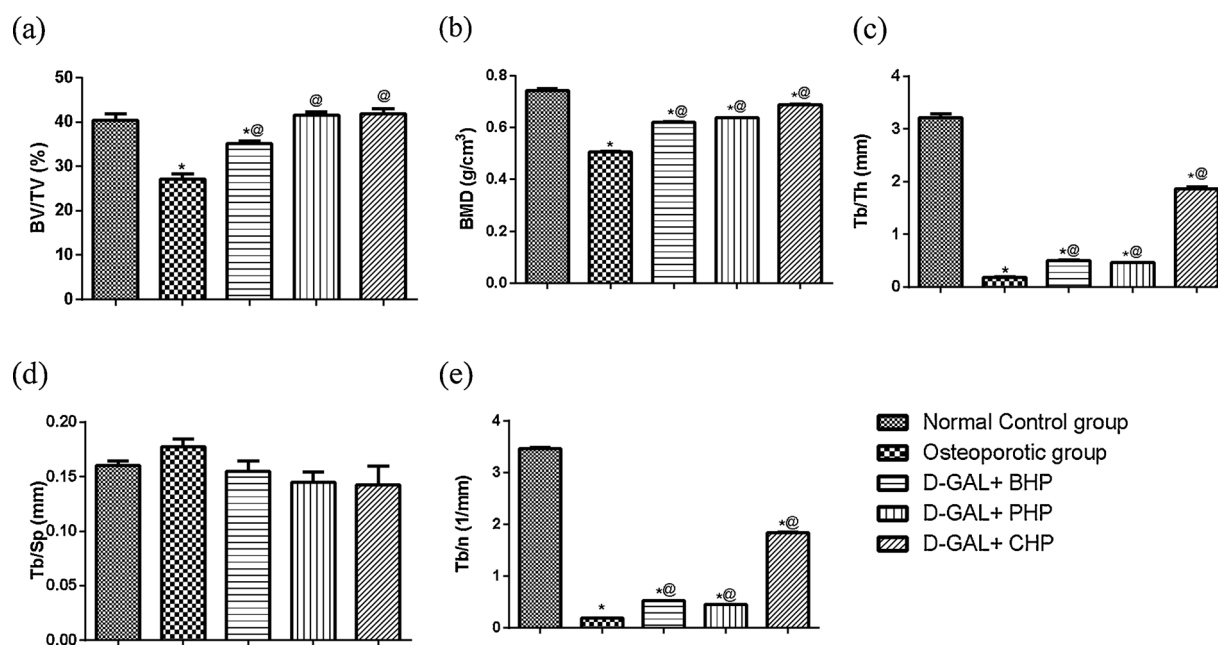 (a)
BV/TV (%)
50
40
30
20
10
0
*
*@
@
@
(b)
BMD (g/cm³)
0.8
0.6
0.4
0.2
0.0
*
*@
*@
*@
(c)
Tb/Th (mm)
4
3
2
1
0
*
*@
*@
*@
(d)
Tb/Sp (mm)
0.20
0.15
0.10
0.05
0.00
(e)
Tb/n (1/mm)
4
3
2
1
0
*
*@
*@
*@
Normal Control group
Osteoporotic group
D-GAL+ BHP
D-GAL+ PHP
D-GAL+ CHP